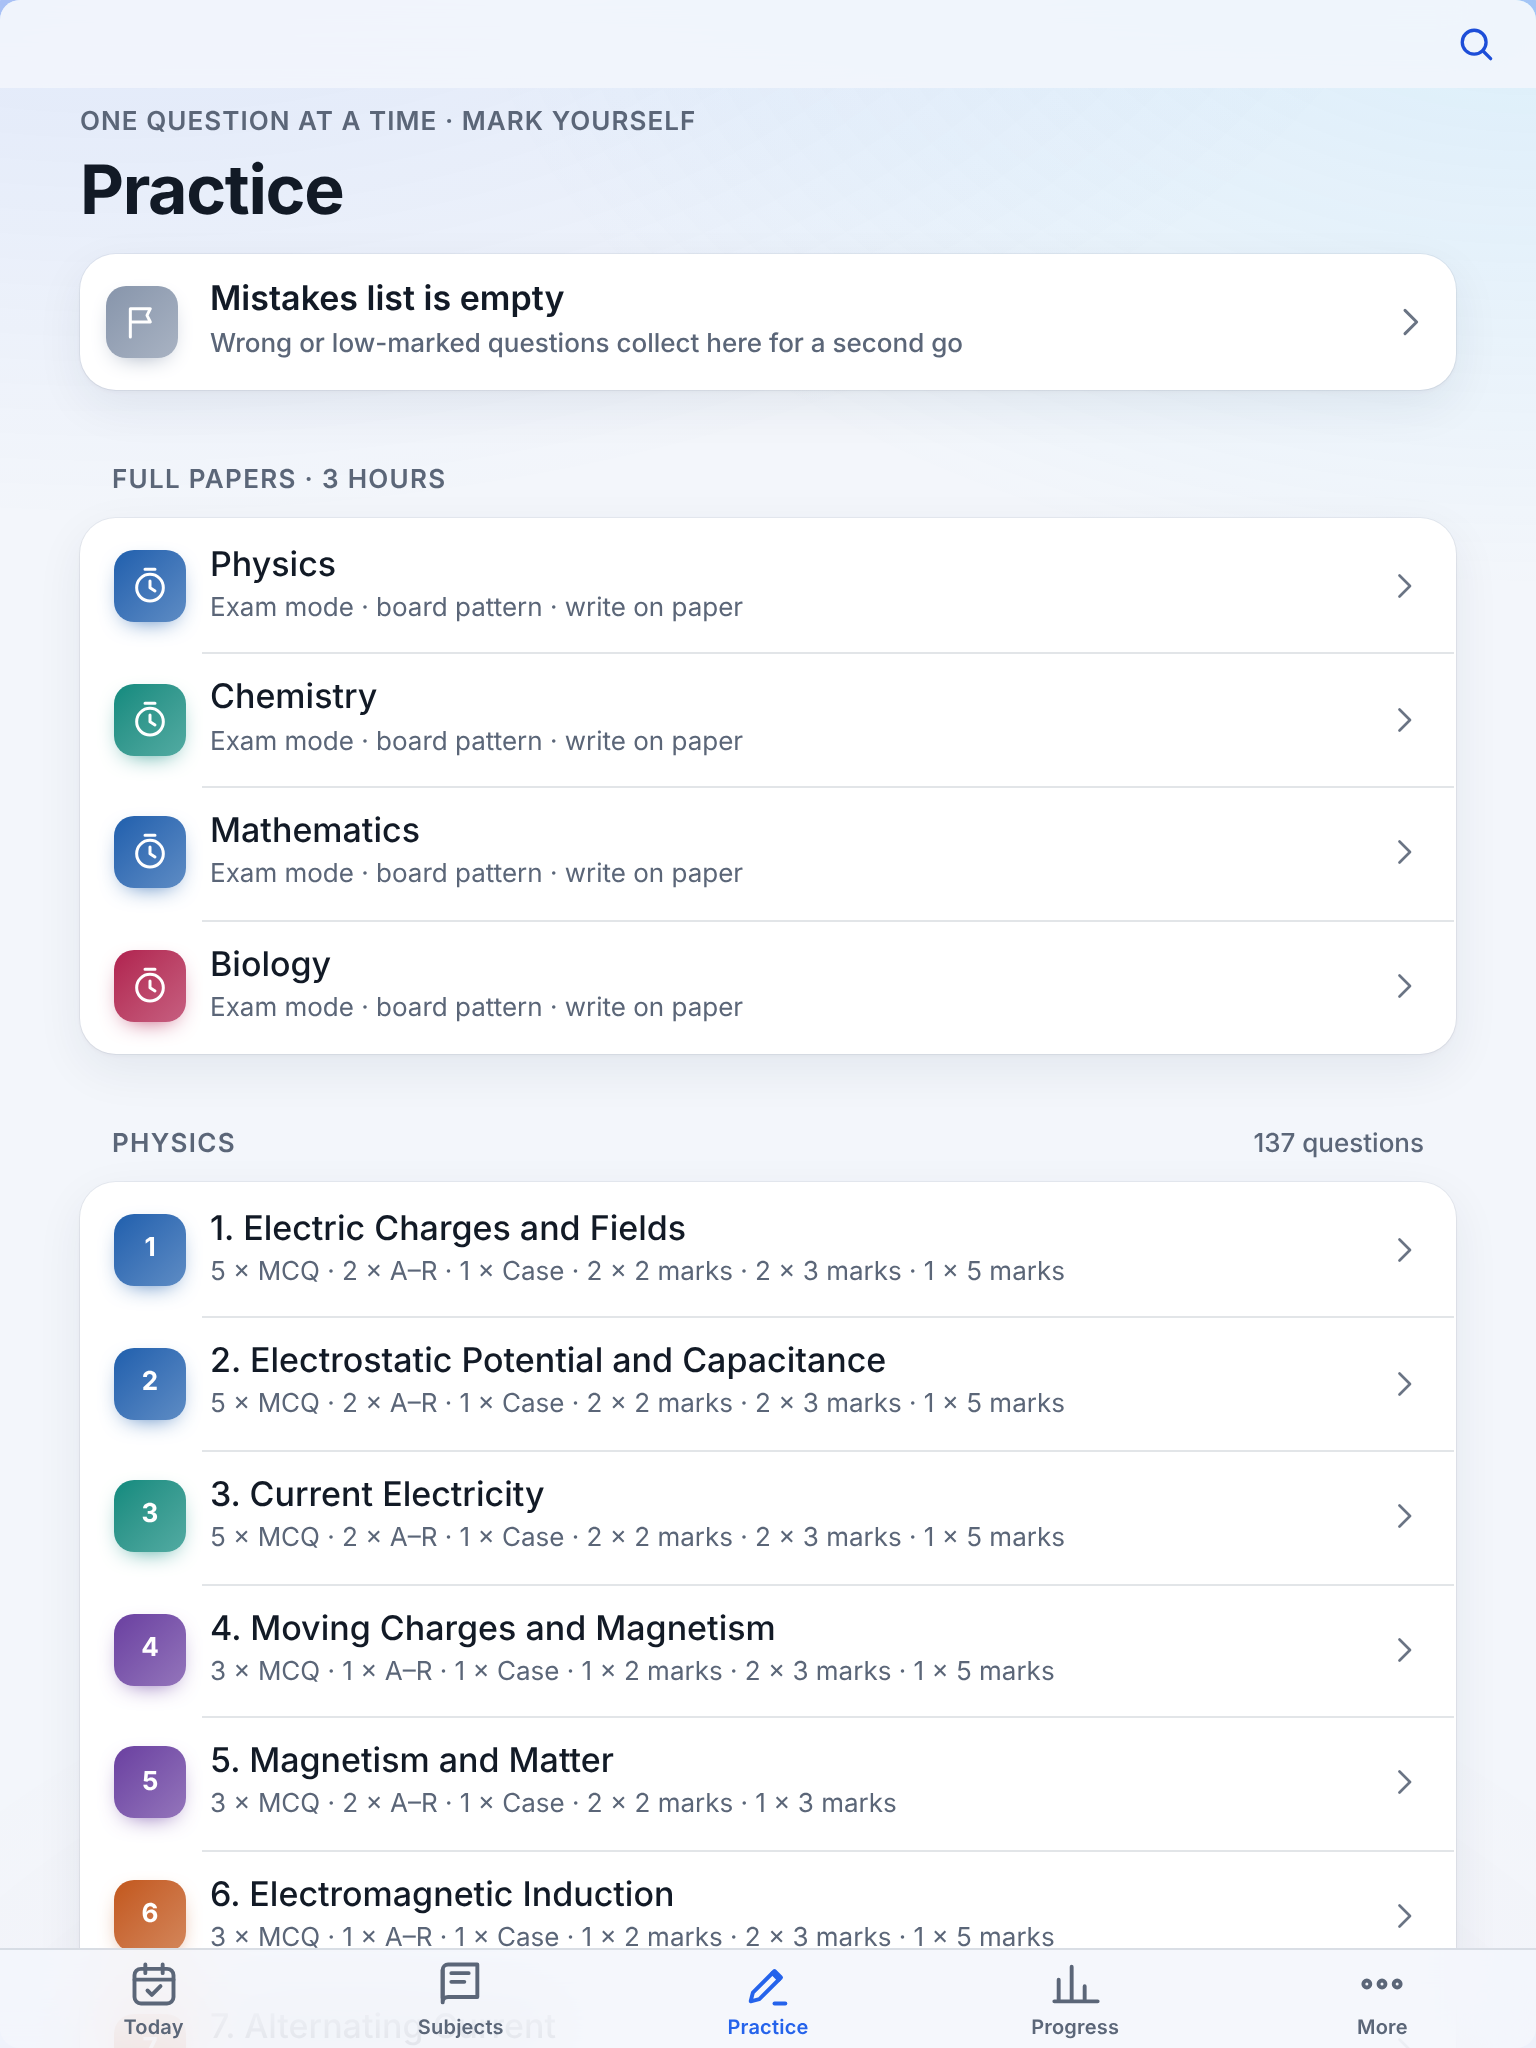 ONE QUESTION AT A TIME · MARK YOURSELF
Practice
Mistakes list is empty
Wrong or low-marked questions collect here for a second go
FULL PAPERS · 3 HOURS
Physics
Exam mode · board pattern · write on paper
Chemistry
Exam mode · board pattern · write on paper
Mathematics
Exam mode · board pattern · write on paper
Biology
Exam mode · board pattern · write on paper
PHYSICS
137 questions
1
1. Electric Charges and Fields
5 × MCQ · 2 × A–R · 1 × Case · 2 × 2 marks · 2 × 3 marks · 1 × 5 marks
2
2. Electrostatic Potential and Capacitance
5 × MCQ · 2 × A–R · 1 × Case · 2 × 2 marks · 2 × 3 marks · 1 × 5 marks
3
3. Current Electricity
5 × MCQ · 2 × A–R · 1 × Case · 2 × 2 marks · 2 × 3 marks · 1 × 5 marks
4
4. Moving Charges and Magnetism
3 × MCQ · 1 × A–R · 1 × Case · 1 × 2 marks · 2 × 3 marks · 1 × 5 marks
5
5. Magnetism and Matter
3 × MCQ · 2 × A–R · 1 × Case · 2 × 2 marks · 1 × 3 marks
6
6. Electromagnetic Induction
3 × MCQ · 1 × A–R · 1 × Case · 1 × 2 marks · 2 × 3 marks · 1 × 5 marks
7
7. Alternating Current
Today
Subjects
Practice
Progress
More